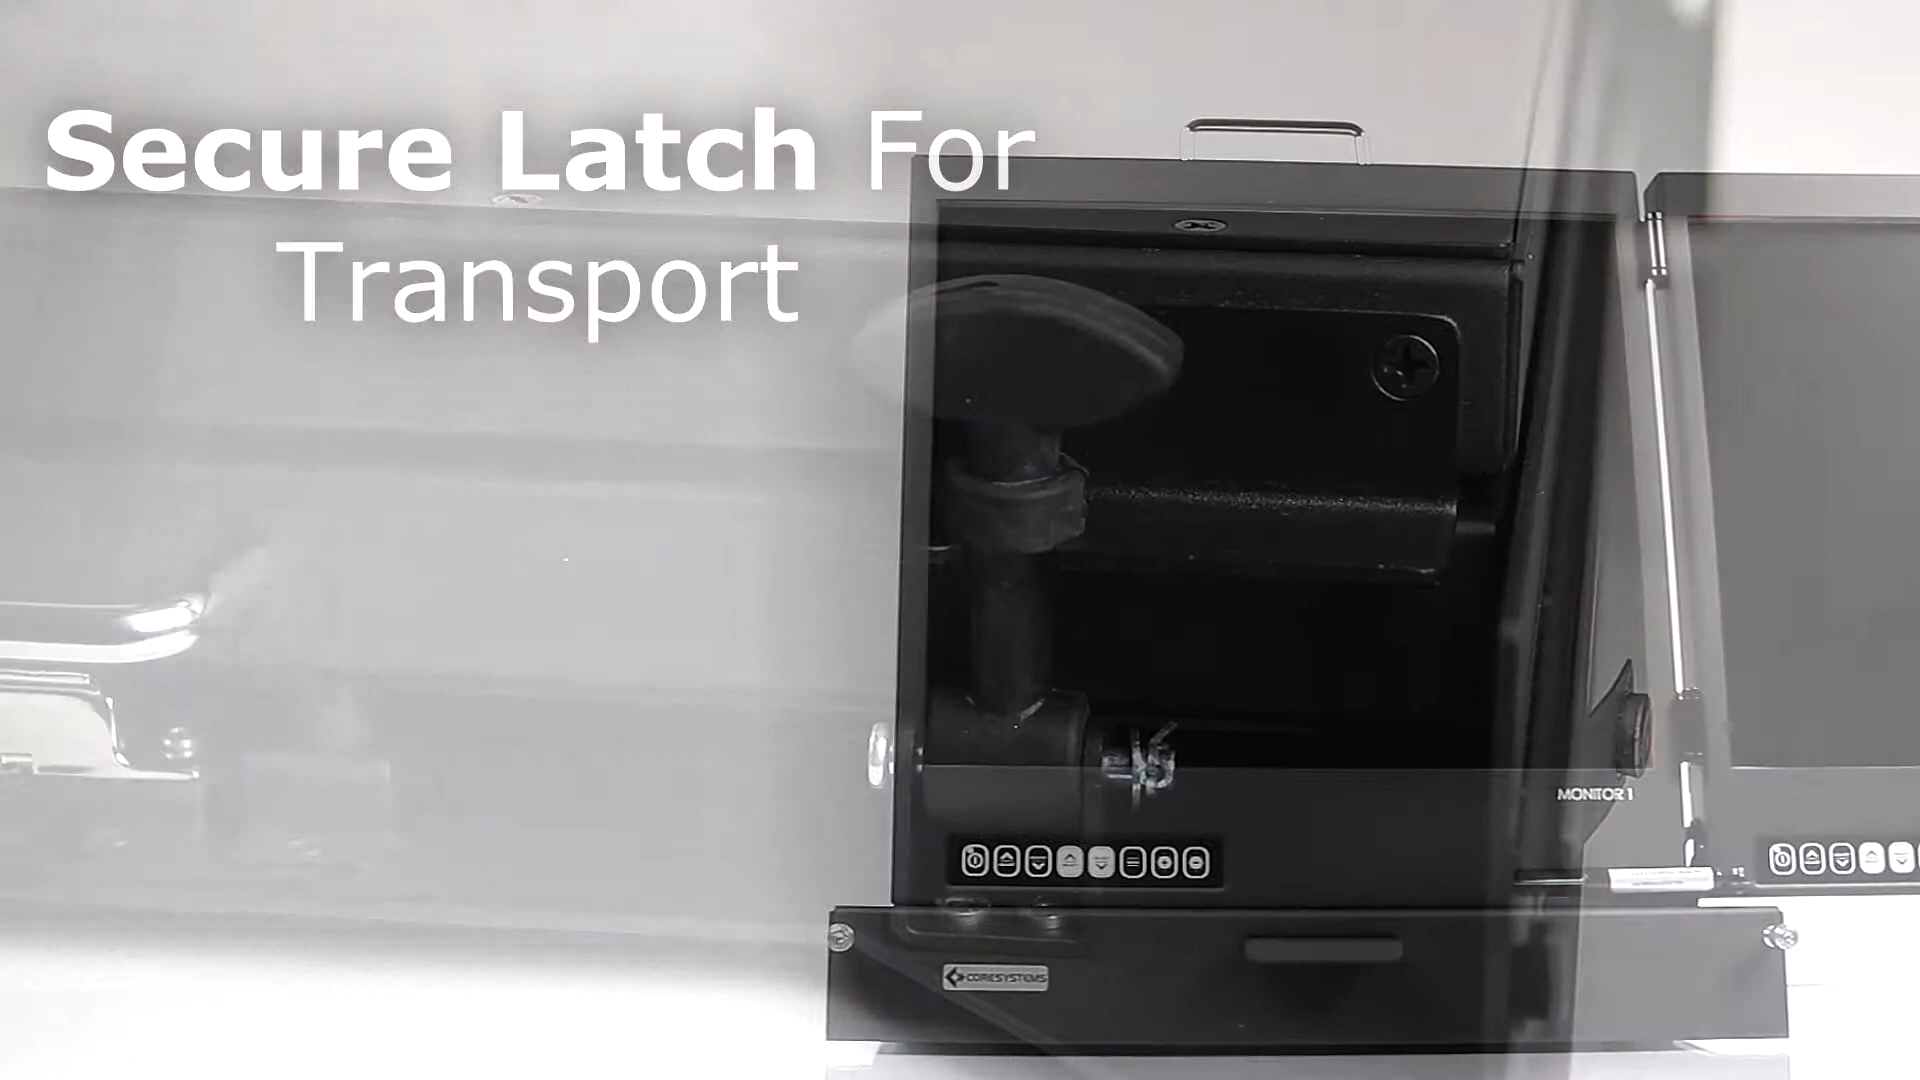 Secure Latch For
Transport
MONITOR 1
CORESYSTEMS